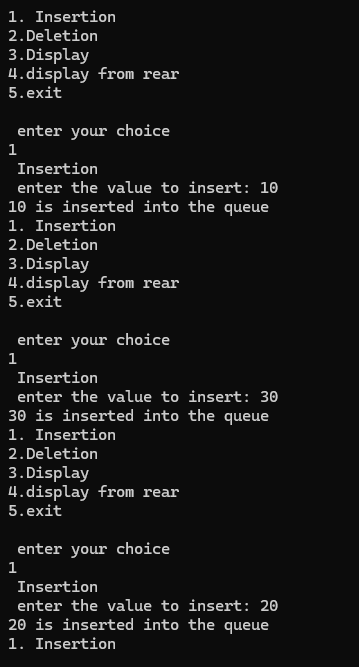 1. Insertion
2.Deletion
3.Display
4.display from rear
5.exit
enter your choice
1
Insertion
enter the value to insert: 10
10 is inserted into the queue
1. Insertion
2.Deletion
3.Display
4.display from rear
5.exit
enter your choice
1
Insertion
enter the value to insert: 30
30 is inserted into the queue
1. Insertion
2.Deletion
3.Display
4.display from rear
5.exit
enter your choice
1
Insertion
enter the value to insert: 20
20 is inserted into the queue
1. Insertion